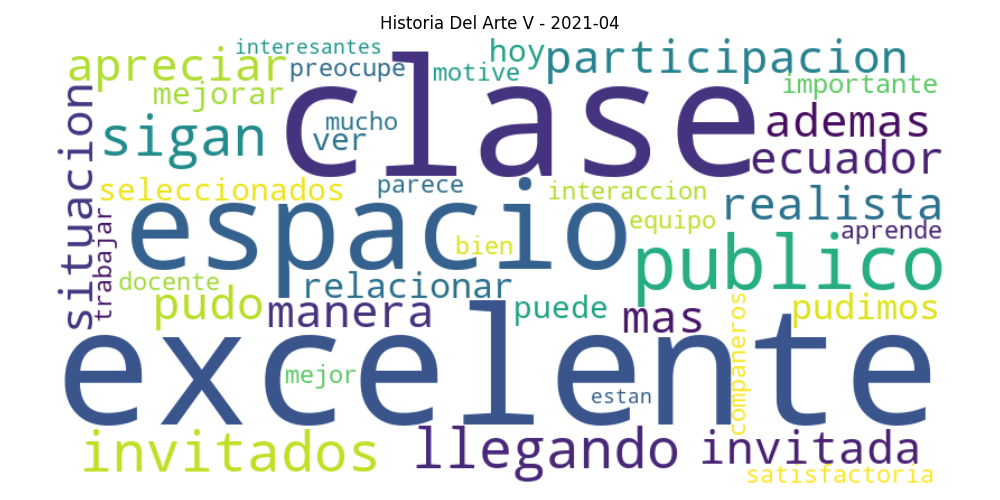 Historia Del Arte V - 2021-04
interesantes
hoy
participacion
apreciar
preocupe
motive
clase
importante
mejorar
mucho
ademas
sigan
ver
ecuador
situacion
seleccionados
parece
interaccion
realista
espacio
equipo
aprende
trabajar
bien
publico
docente
relacionar
pudo
manera
puede
mas
companeros
pudimos
excelente
mejor
estan
invitados
llegando
invitada
satisfactoria